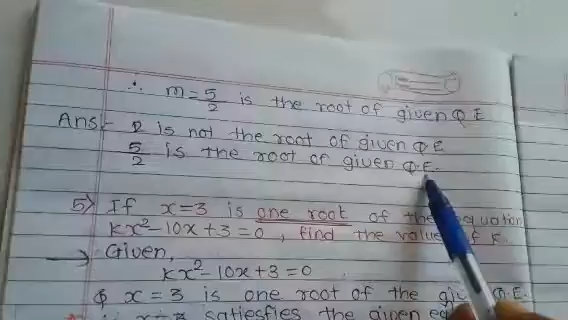 ∴ m = 5/2 is the root of given Q E
Ans:- 2 is not the root of given Q E
5/2 is the root of given Q.E.
5) If x=3 is one root of the equation
kx²-10x+3=0, find the value of k.
→ Given,
kx²-10x+3=0
& x=3 is one root of the Q.E.
satisfies the given